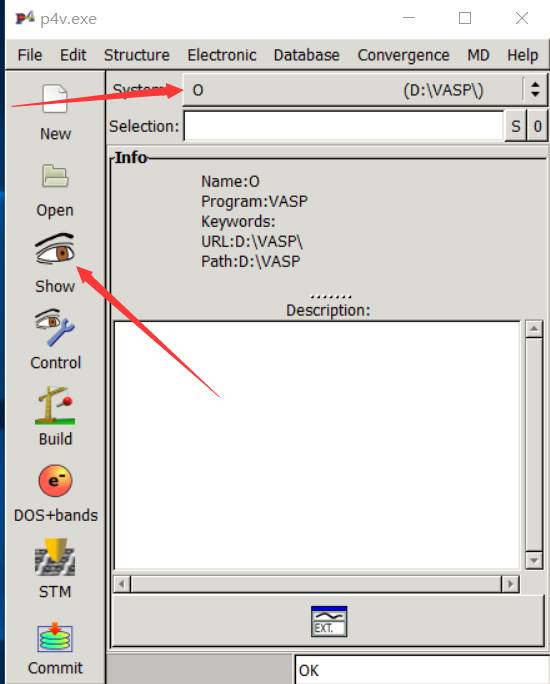 p4v.exe
File Edit Structure Electronic Database Convergence MD Help
System: O (D:\VASP\)
Selection: S 0
New
Open
Show
Control
Build
DOS+bands
STM
Commit
Info
Name:O
Program:VASP
Keywords:
URL:D:\VASP\
Path:D:\VASP
Description:
EXT.
OK